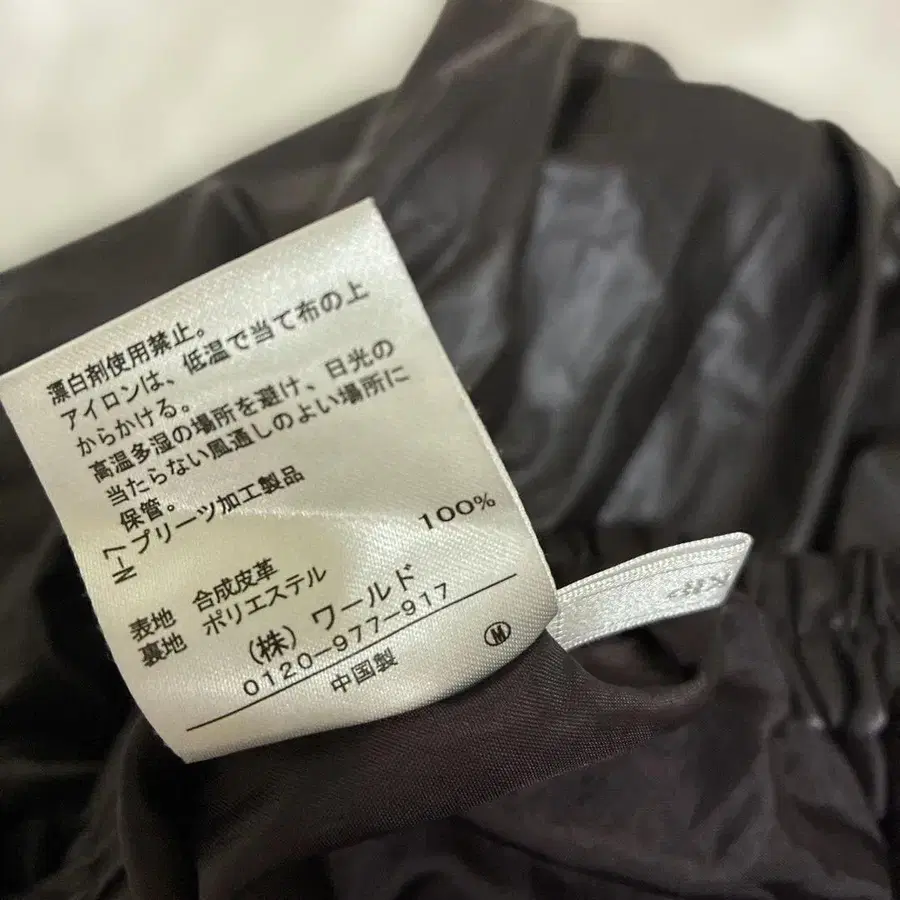 漂白剤使用禁止。
アイロンは、低温で当て布の上
からかける。
高温多湿の場所を避け、日光の
当たらない風通しのよい場所に
保管。
N-7 プリーツ加工製品
表地 合成皮革
裏地 ポリエステル 100%
(株) ワールド
0120-977-917
中国製 M